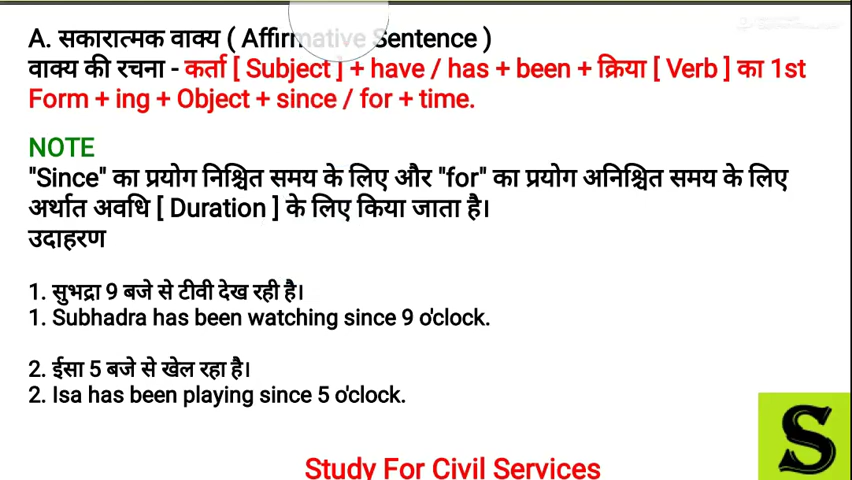 A. सकारात्मक वाक्य ( Affirmative Sentence )
वाक्य की रचना - कर्ता [ Subject ] + have / has + been + क्रिया [ Verb ] का 1st
Form + ing + Object + since / for + time.
NOTE
"Since" का प्रयोग निश्चित समय के लिए और "for" का प्रयोग अनिश्चित समय के लिए
अर्थात अवधि [ Duration ] के लिए किया जाता है।
उदाहरण
1. सुभद्रा 9 बजे से टीवी देख रही है।
1. Subhadra has been watching since 9 o'clock.
2. ईसा 5 बजे से खेल रहा है।
2. Isa has been playing since 5 o'clock.
S
Study For Civil Services